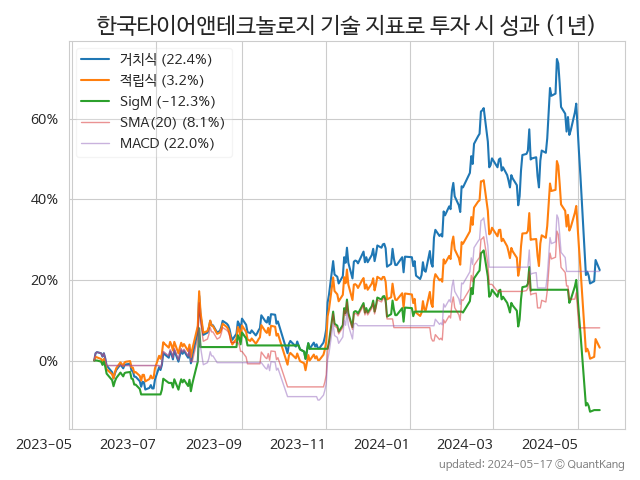 한국타이어앤테크놀로지 기술 지표로 투자 시 성과 (1년)
거치식 (22.4%)
적립식 (3.2%)
SigM (-12.3%)
SMA(20) (8.1%)
MACD (22.0%)
60%
40%
20%
0%
2023-05 2023-07 2023-09 2023-11 2024-01 2024-03 2024-05
updated: 2024-05-17 © QuantKang